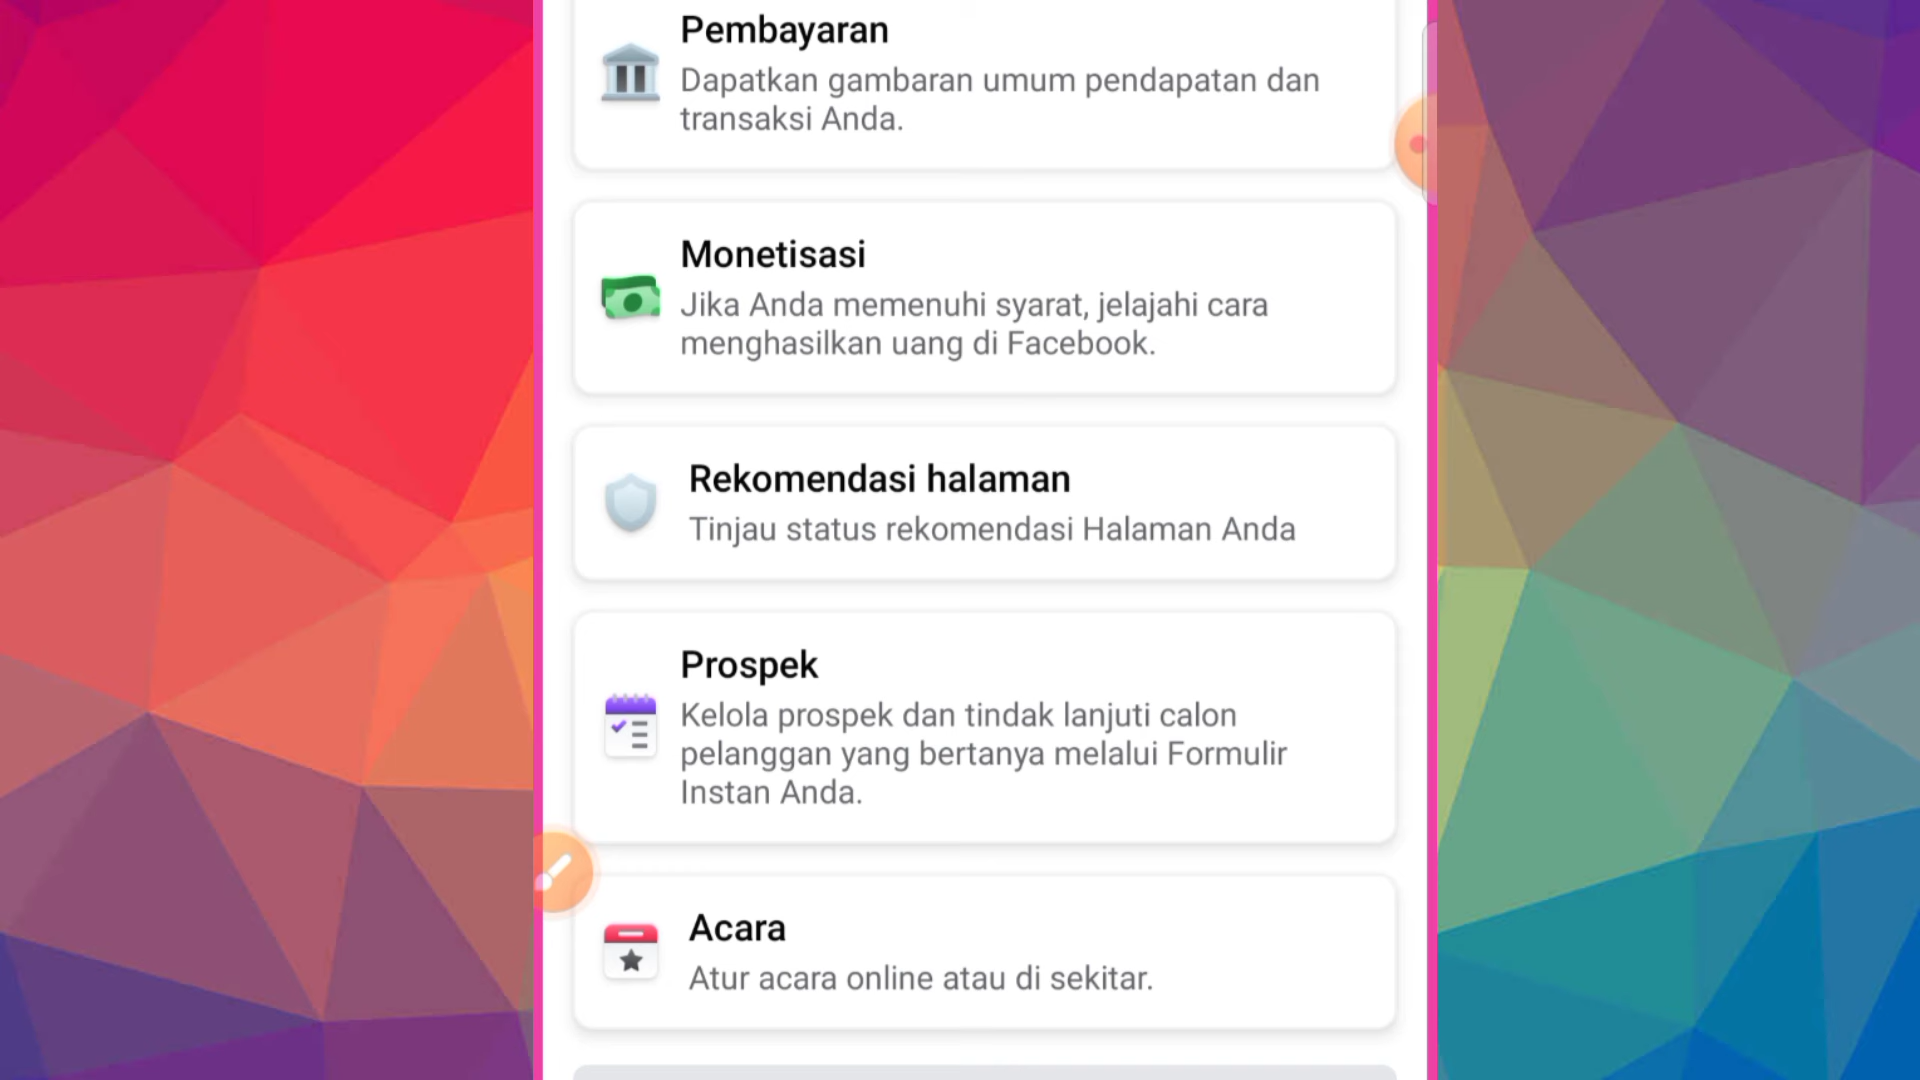 Pembayaran
Dapatkan gambaran umum pendapatan dan
transaksi Anda.
Monetisasi
Jika Anda memenuhi syarat, jelajahi cara
menghasilkan uang di Facebook.
Rekomendasi halaman
Tinjau status rekomendasi Halaman Anda
Prospek
Kelola prospek dan tindak lanjuti calon
pelanggan yang bertanya melalui Formulir
Instan Anda.
Acara
Atur acara online atau di sekitar.